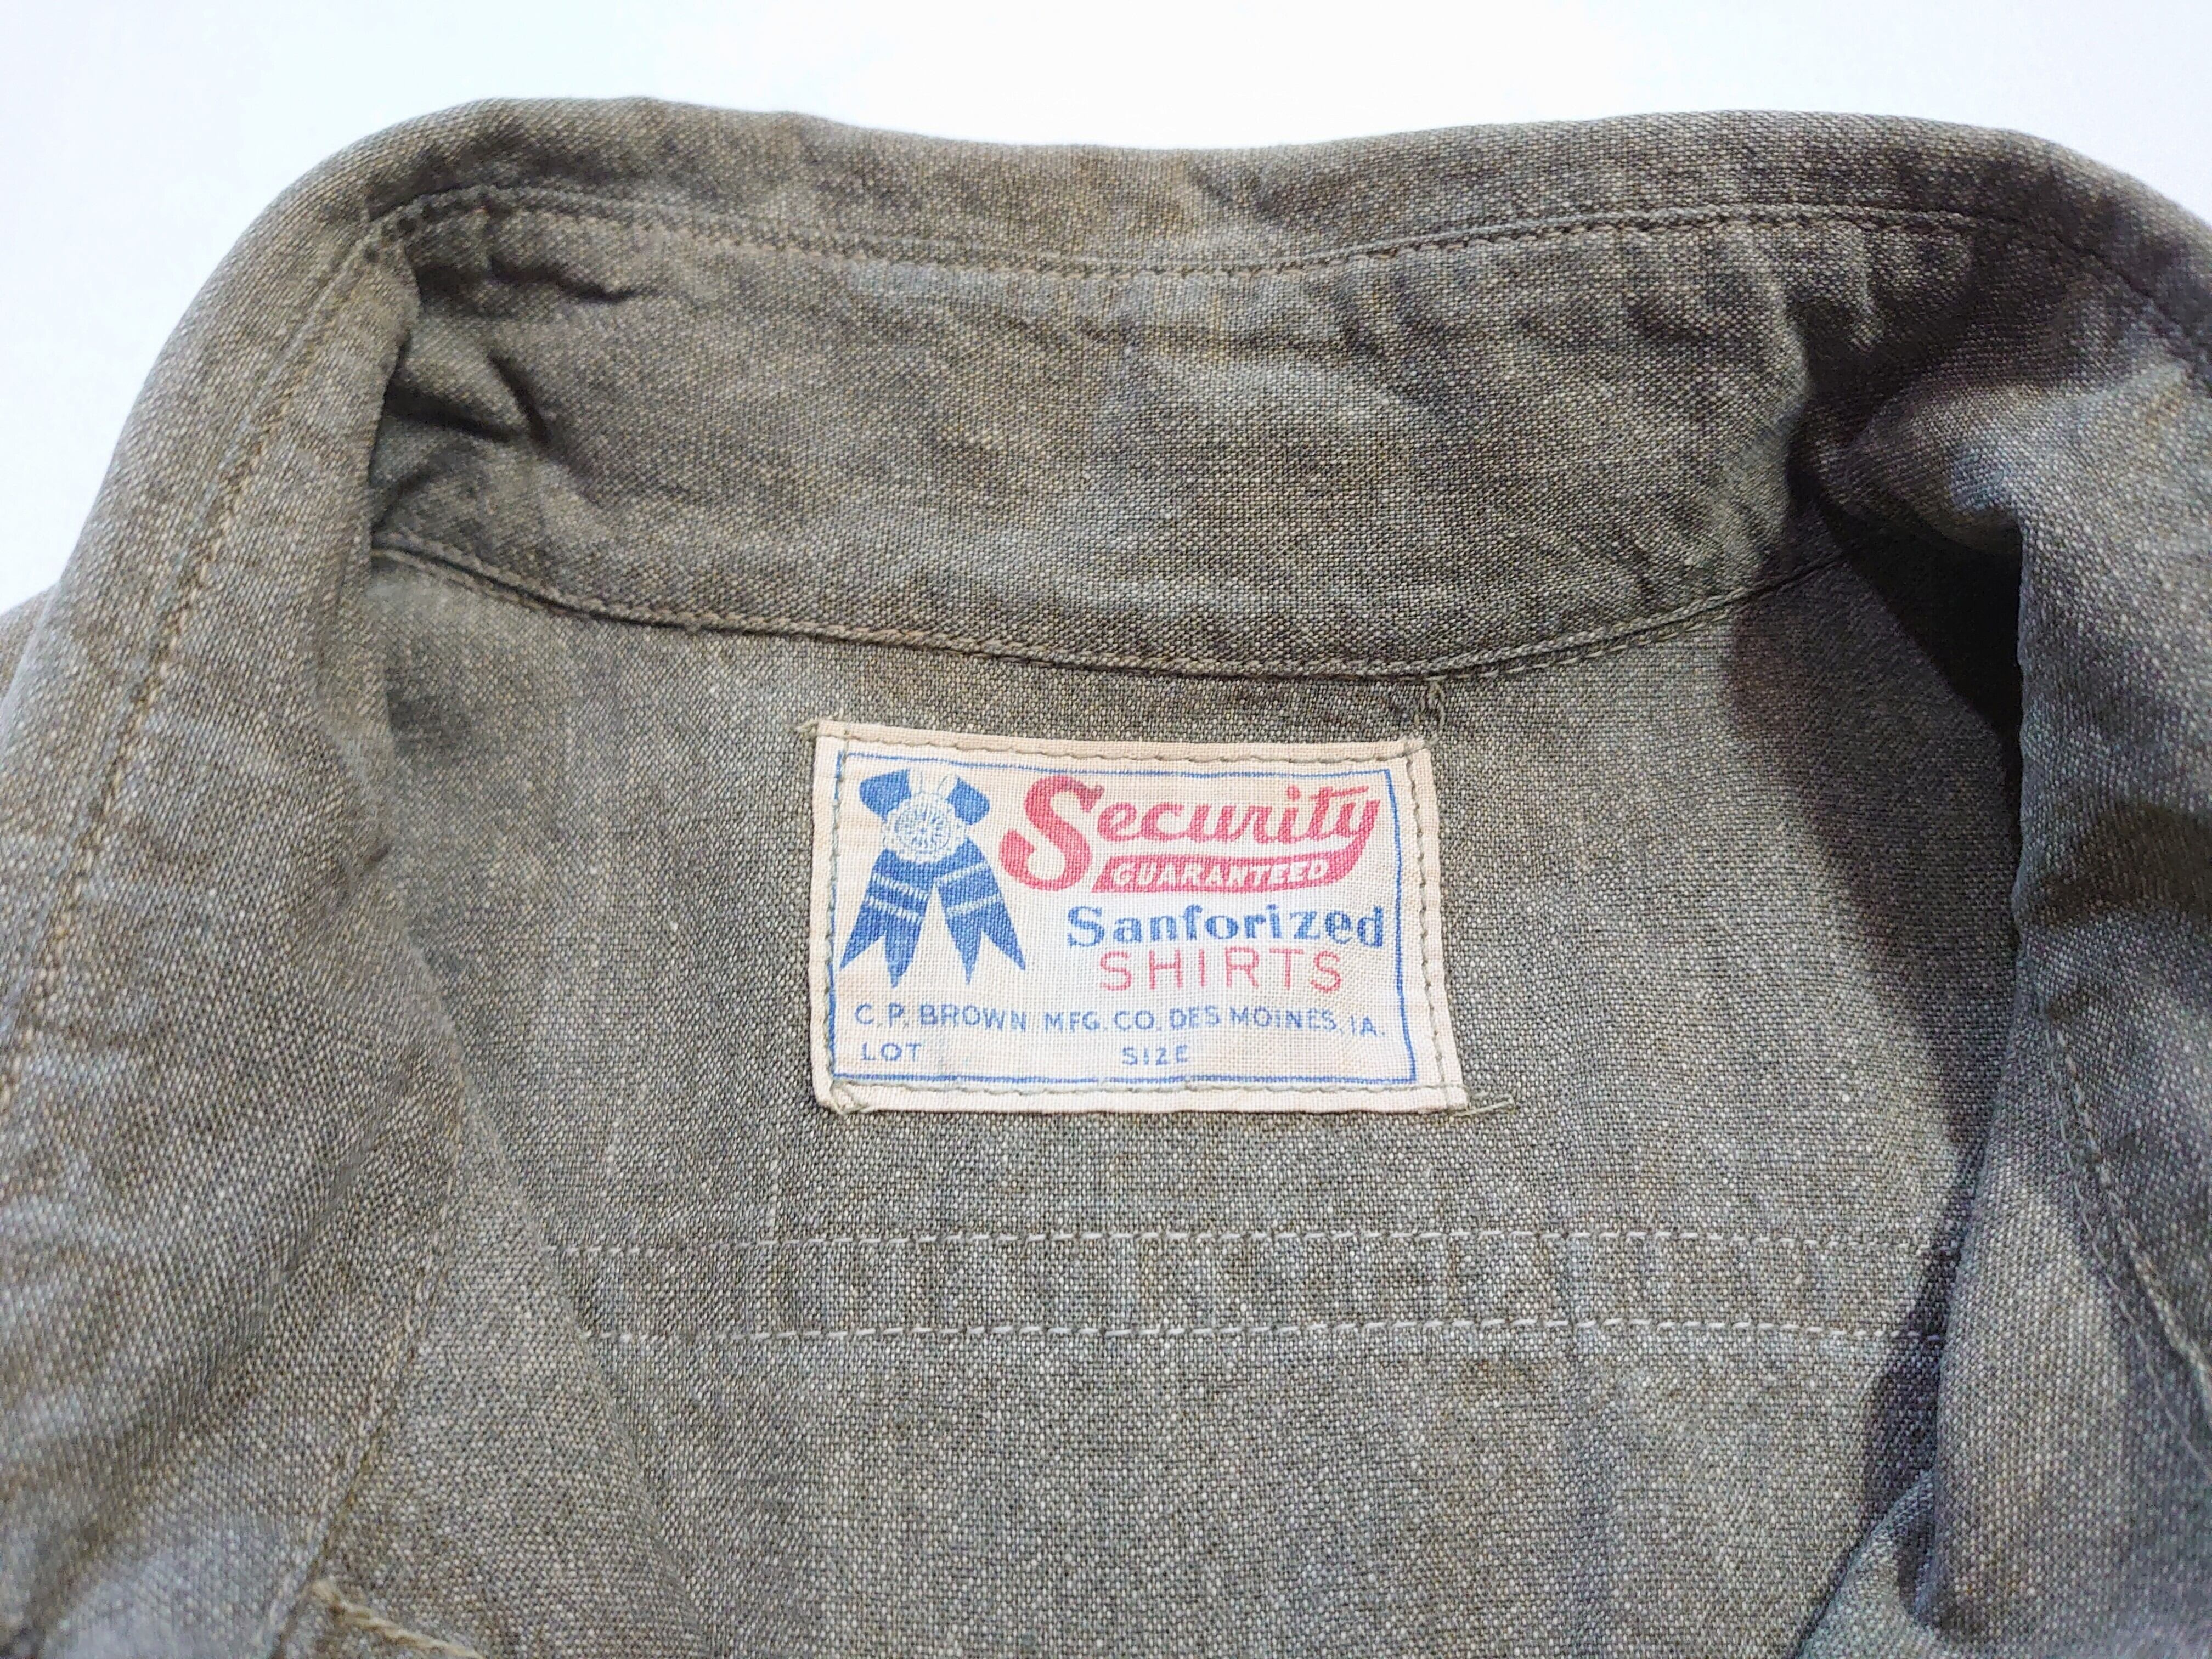 Security
GUARANTEED
Sanforized
SHIRTS
C. P. BROWN MFG. CO. DES MOINES, IA.
LOT SIZE